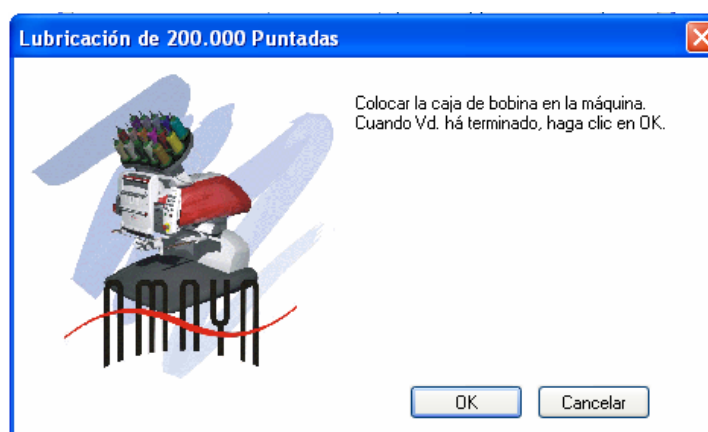 Lubricación de 200.000 Puntadas
Colocar la caja de bobina en la máquina.
Cuando Vd. há terminado, haga clic en OK.
amaya
OK
Cancelar